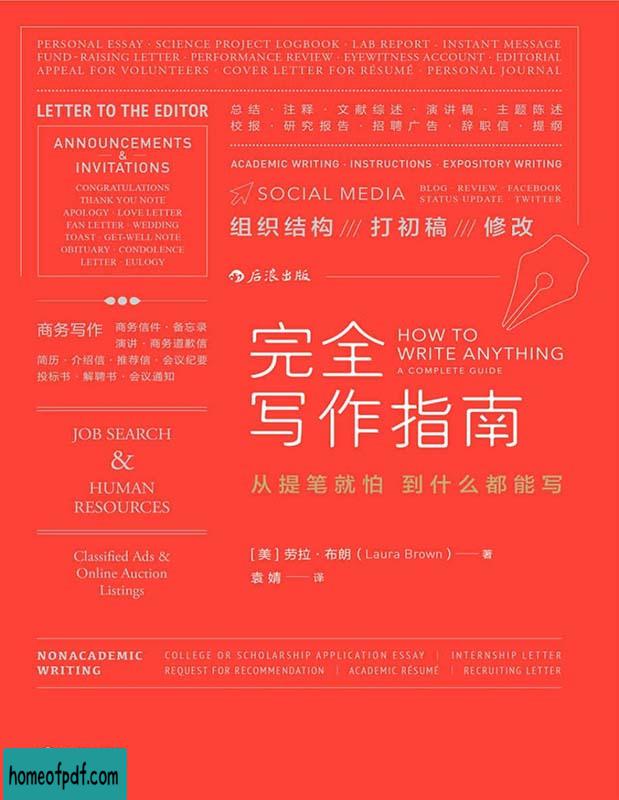 PERSONAL ESSAY · SCIENCE PROJECT LOGBOOK · LAB REPORT · INSTANT MESSAGE
FUND-RAISING LETTER · PERFORMANCE REVIEW · EYEWITNESS ACCOUNT · EDITORIAL
APPEAL FOR VOLUNTEERS · COVER LETTER FOR RÉSUMÉ · PERSONAL JOURNAL
LETTER TO THE EDITOR
ANNOUNCEMENTS
&
INVITATIONS
CONGRATULATIONS
THANK YOU NOTE
APOLOGY · LOVE LETTER
FAN LETTER · WEDDING
TOAST · GET-WELL NOTE
OBITUARY · CONDOLENCE
LETTER · EULOGY
总结 · 注释 · 文献综述 · 演讲稿 · 主题陈述
校报 · 研究报告 · 招聘广告 · 辞职信 · 提纲
ACADEMIC WRITING · INSTRUCTIONS · EXPOSITORY WRITING
SOCIAL MEDIA
BLOG · REVIEW · FACEBOOK
STATUS UPDATE · TWITTER
组织结构 /// 打初稿 /// 修改
后浪出版
商务写作
商务信件 · 备忘录
演讲 · 商务道歉信
简历 · 介绍信 · 推荐信 · 会议纪要
投标书 · 解聘书 · 会议通知
完全
HOW TO
WRITE ANYTHING
A COMPLETE GUIDE
写作指南
从提笔就怕 到什么都能写
JOB SEARCH
&
HUMAN
RESOURCES
Classified Ads &
Online Auction
Listings
[美] 劳拉 · 布朗 (Laura Brown) —— 著
袁婧 —— 译
NONACADEMIC
WRITING
COLLEGE OR SCHOLARSHIP APPLICATION ESSAY | INTERNSHIP LETTER
REQUEST FOR RECOMMENDATION | ACADEMIC RÉSUMÉ | RECRUITING LETTER
homeofpdf.com